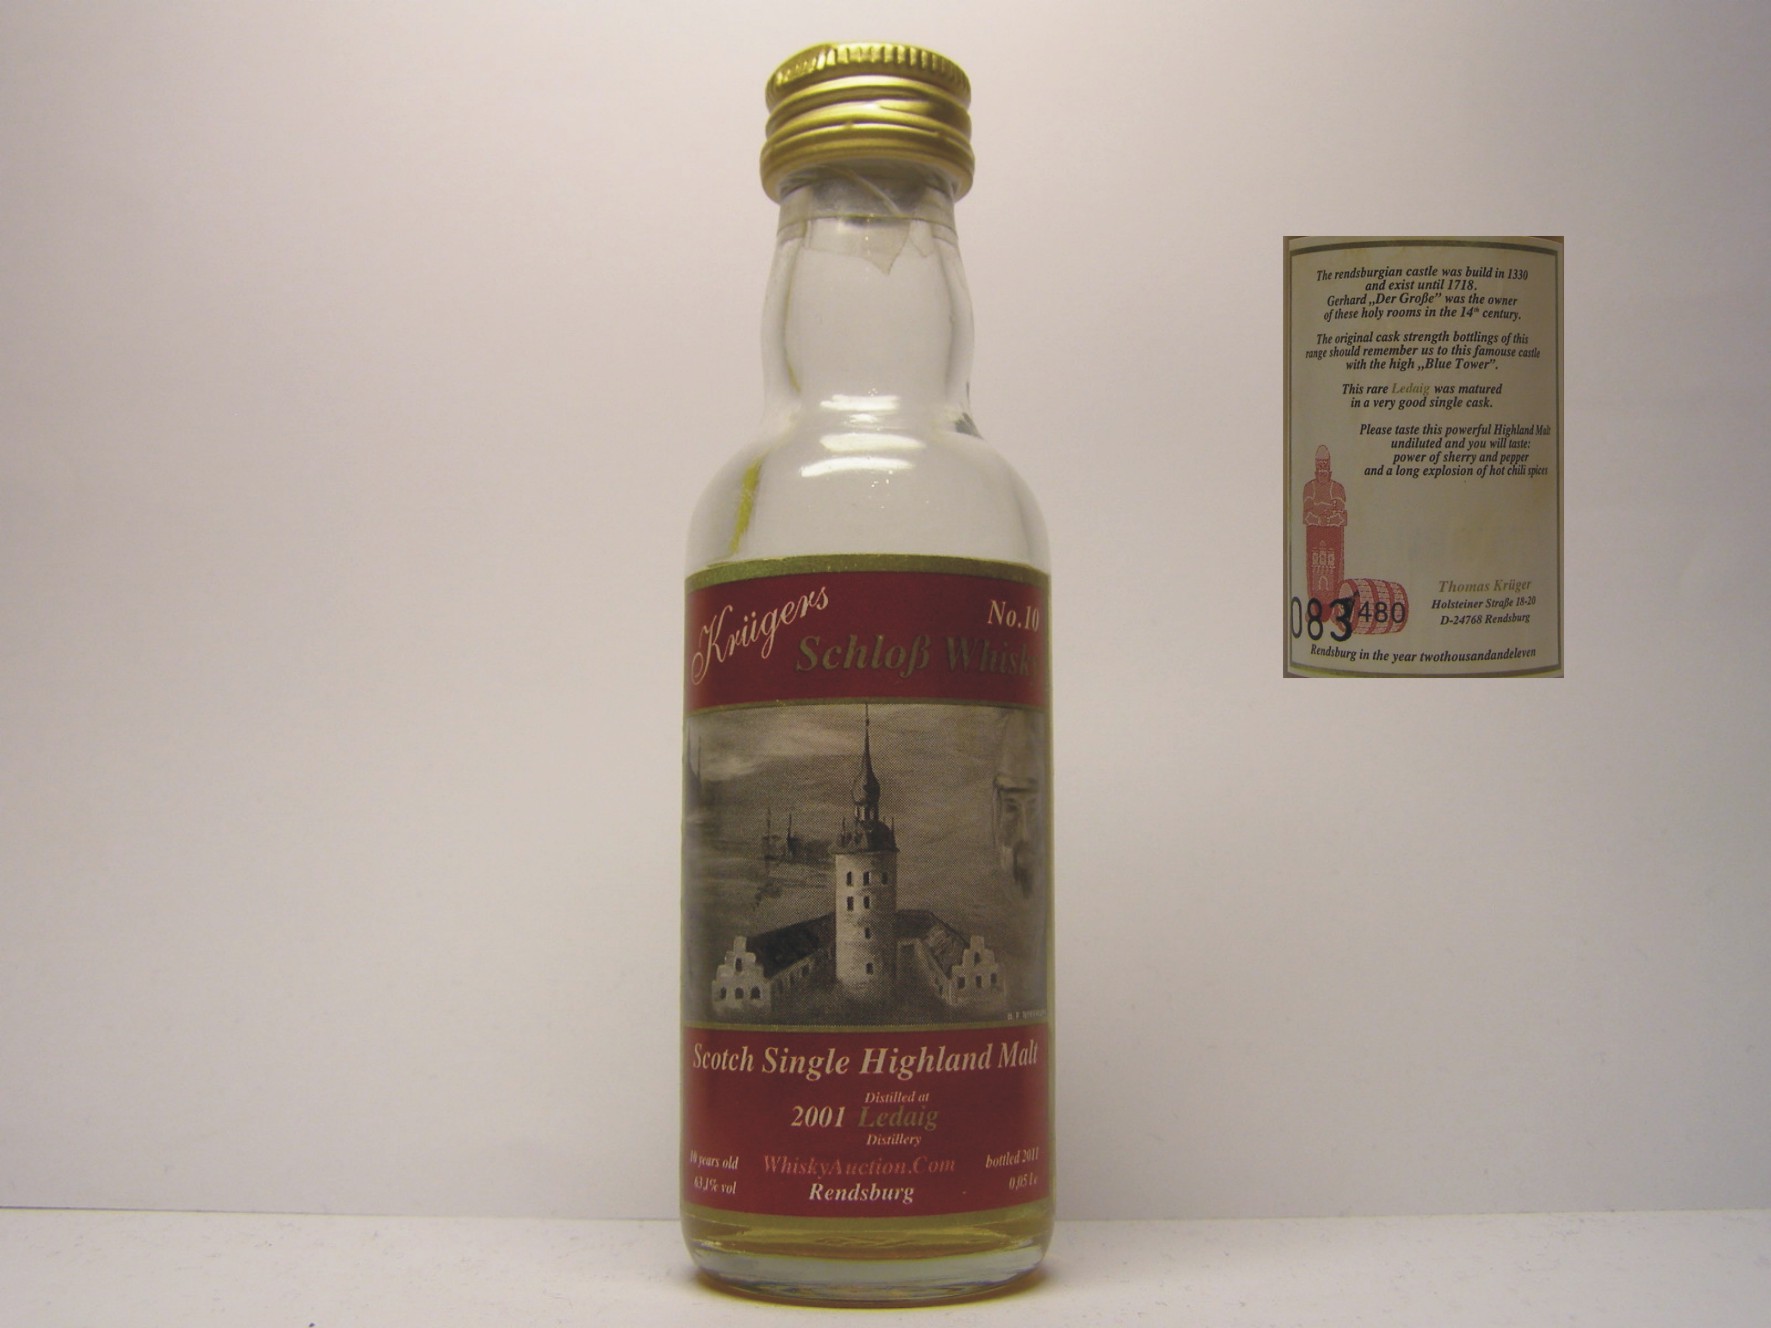 Krügers
No.10
Schloß Whisky
Scotch Single Highland Malt
Distilled at
2001 Ledaig
Distillery
10 years old
WhiskyAuction.Com
bottled 2011
63,1% vol
Rendsburg
0,05 l
The rendsburgian castle was build in 1330
and exist until 1718.
Gerhard „Der Große” was the owner
of these holy rooms in the 14th century.
The original cask strength bottlings of this
range should remember us to this famouse castle
with the high „Blue Tower”.
This rare Ledaig was matured
in a very good single cask.
Please taste this powerful Highland Malt
undiluted and you will taste:
power of sherry and pepper
and a long explosion of hot chili spices
Thomas Krüger
Holsteiner Straße 18-20
D-24768 Rendsburg
083/480
Rendsburg in the year twothousandandeleven